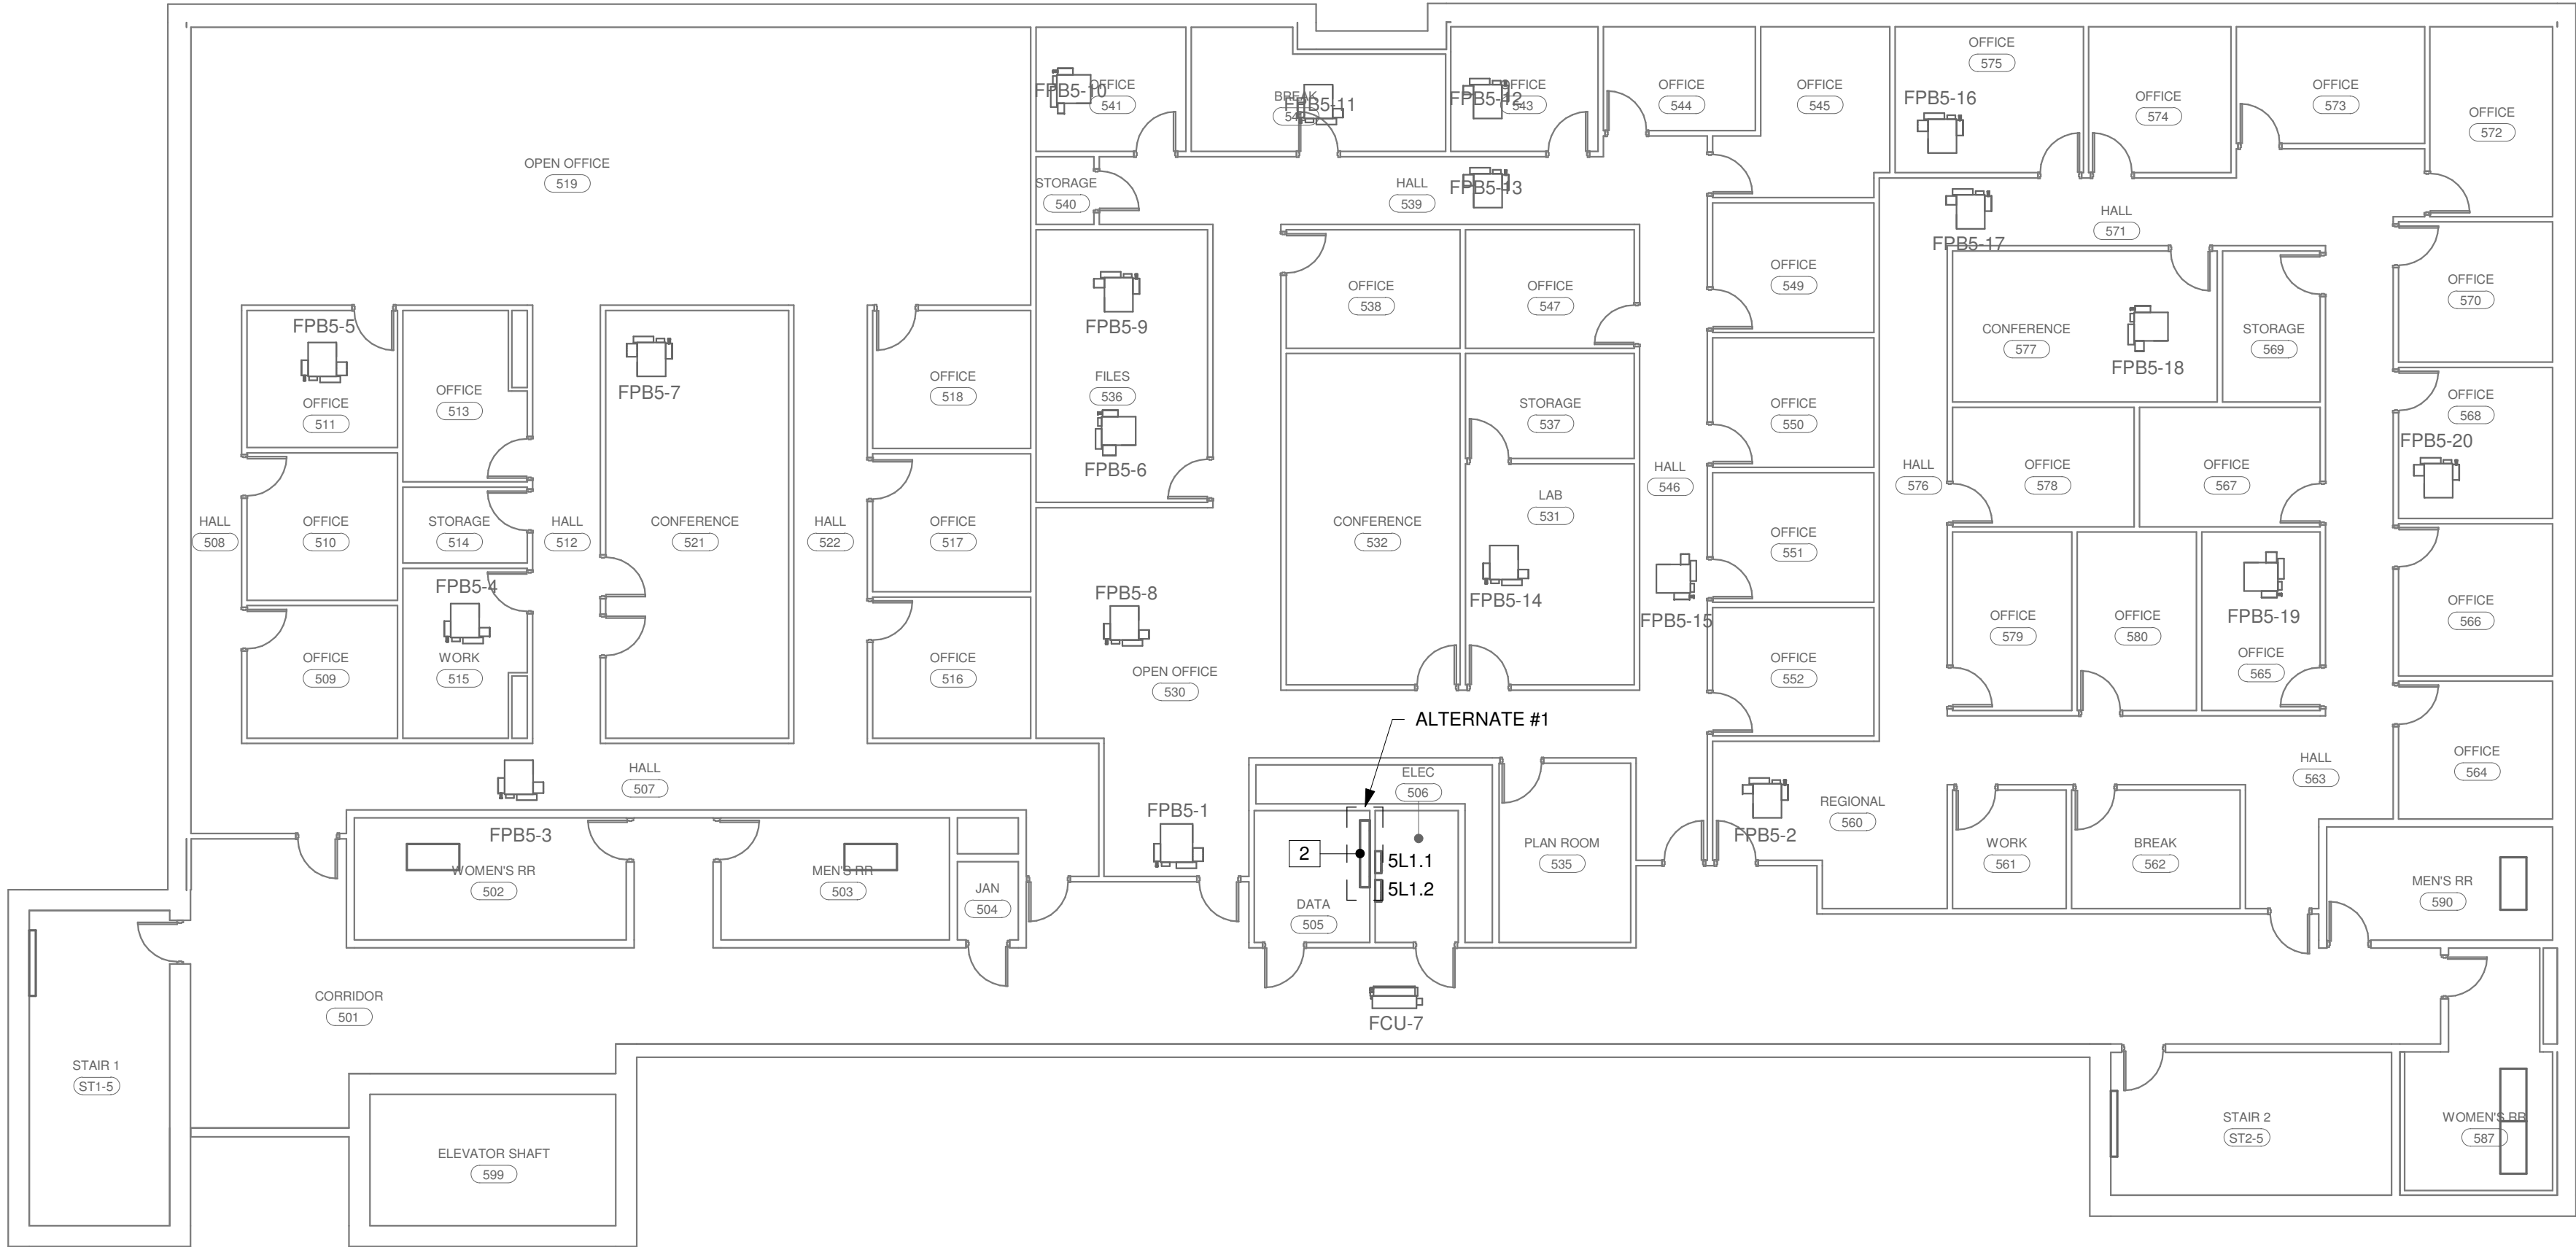 OFFICE
575
OFFICE
541
FPB5-10
BREAK
FPB5-11
OFFICE
543
FPB5-12
OFFICE
544
OFFICE
545
FPB5-16
OFFICE
574
OFFICE
573
OFFICE
572
OPEN OFFICE
519
STORAGE
540
HALL
539
FPB5-13
FPB5-17
HALL
571
FPB5-5
OFFICE
511
OFFICE
513
FPB5-7
OFFICE
518
FPB5-9
FILES
536
FPB5-6
OFFICE
538
OFFICE
547
OFFICE
549
CONFERENCE
577
FPB5-18
STORAGE
569
OFFICE
570
STORAGE
537
OFFICE
550
OFFICE
568
FPB5-20
HALL
508
OFFICE
510
STORAGE
514
HALL
512
CONFERENCE
521
HALL
522
OFFICE
517
CONFERENCE
532
LAB
531
HALL
546
HALL
576
OFFICE
578
OFFICE
567
OFFICE
551
FPB5-4
WORK
515
OFFICE
509
OFFICE
516
FPB5-8
OPEN OFFICE
530
FPB5-14
FPB5-15
OFFICE
552
OFFICE
579
OFFICE
580
FPB5-19
OFFICE
565
OFFICE
566
ALTERNATE #1
HALL
507
ELEC
506
FPB5-1
FPB5-2
REGIONAL
560
HALL
563
OFFICE
564
FPB5-3
WOMEN'S RR
502
MEN'S RR
503
JAN
504
2
5L1.1
5L1.2
DATA
505
PLAN ROOM
535
WORK
561
BREAK
562
MEN'S RR
590
CORRIDOR
501
FCU-7
STAIR 1
ST1-5
ELEVATOR SHAFT
599
STAIR 2
ST2-5
WOMEN'S RR
587